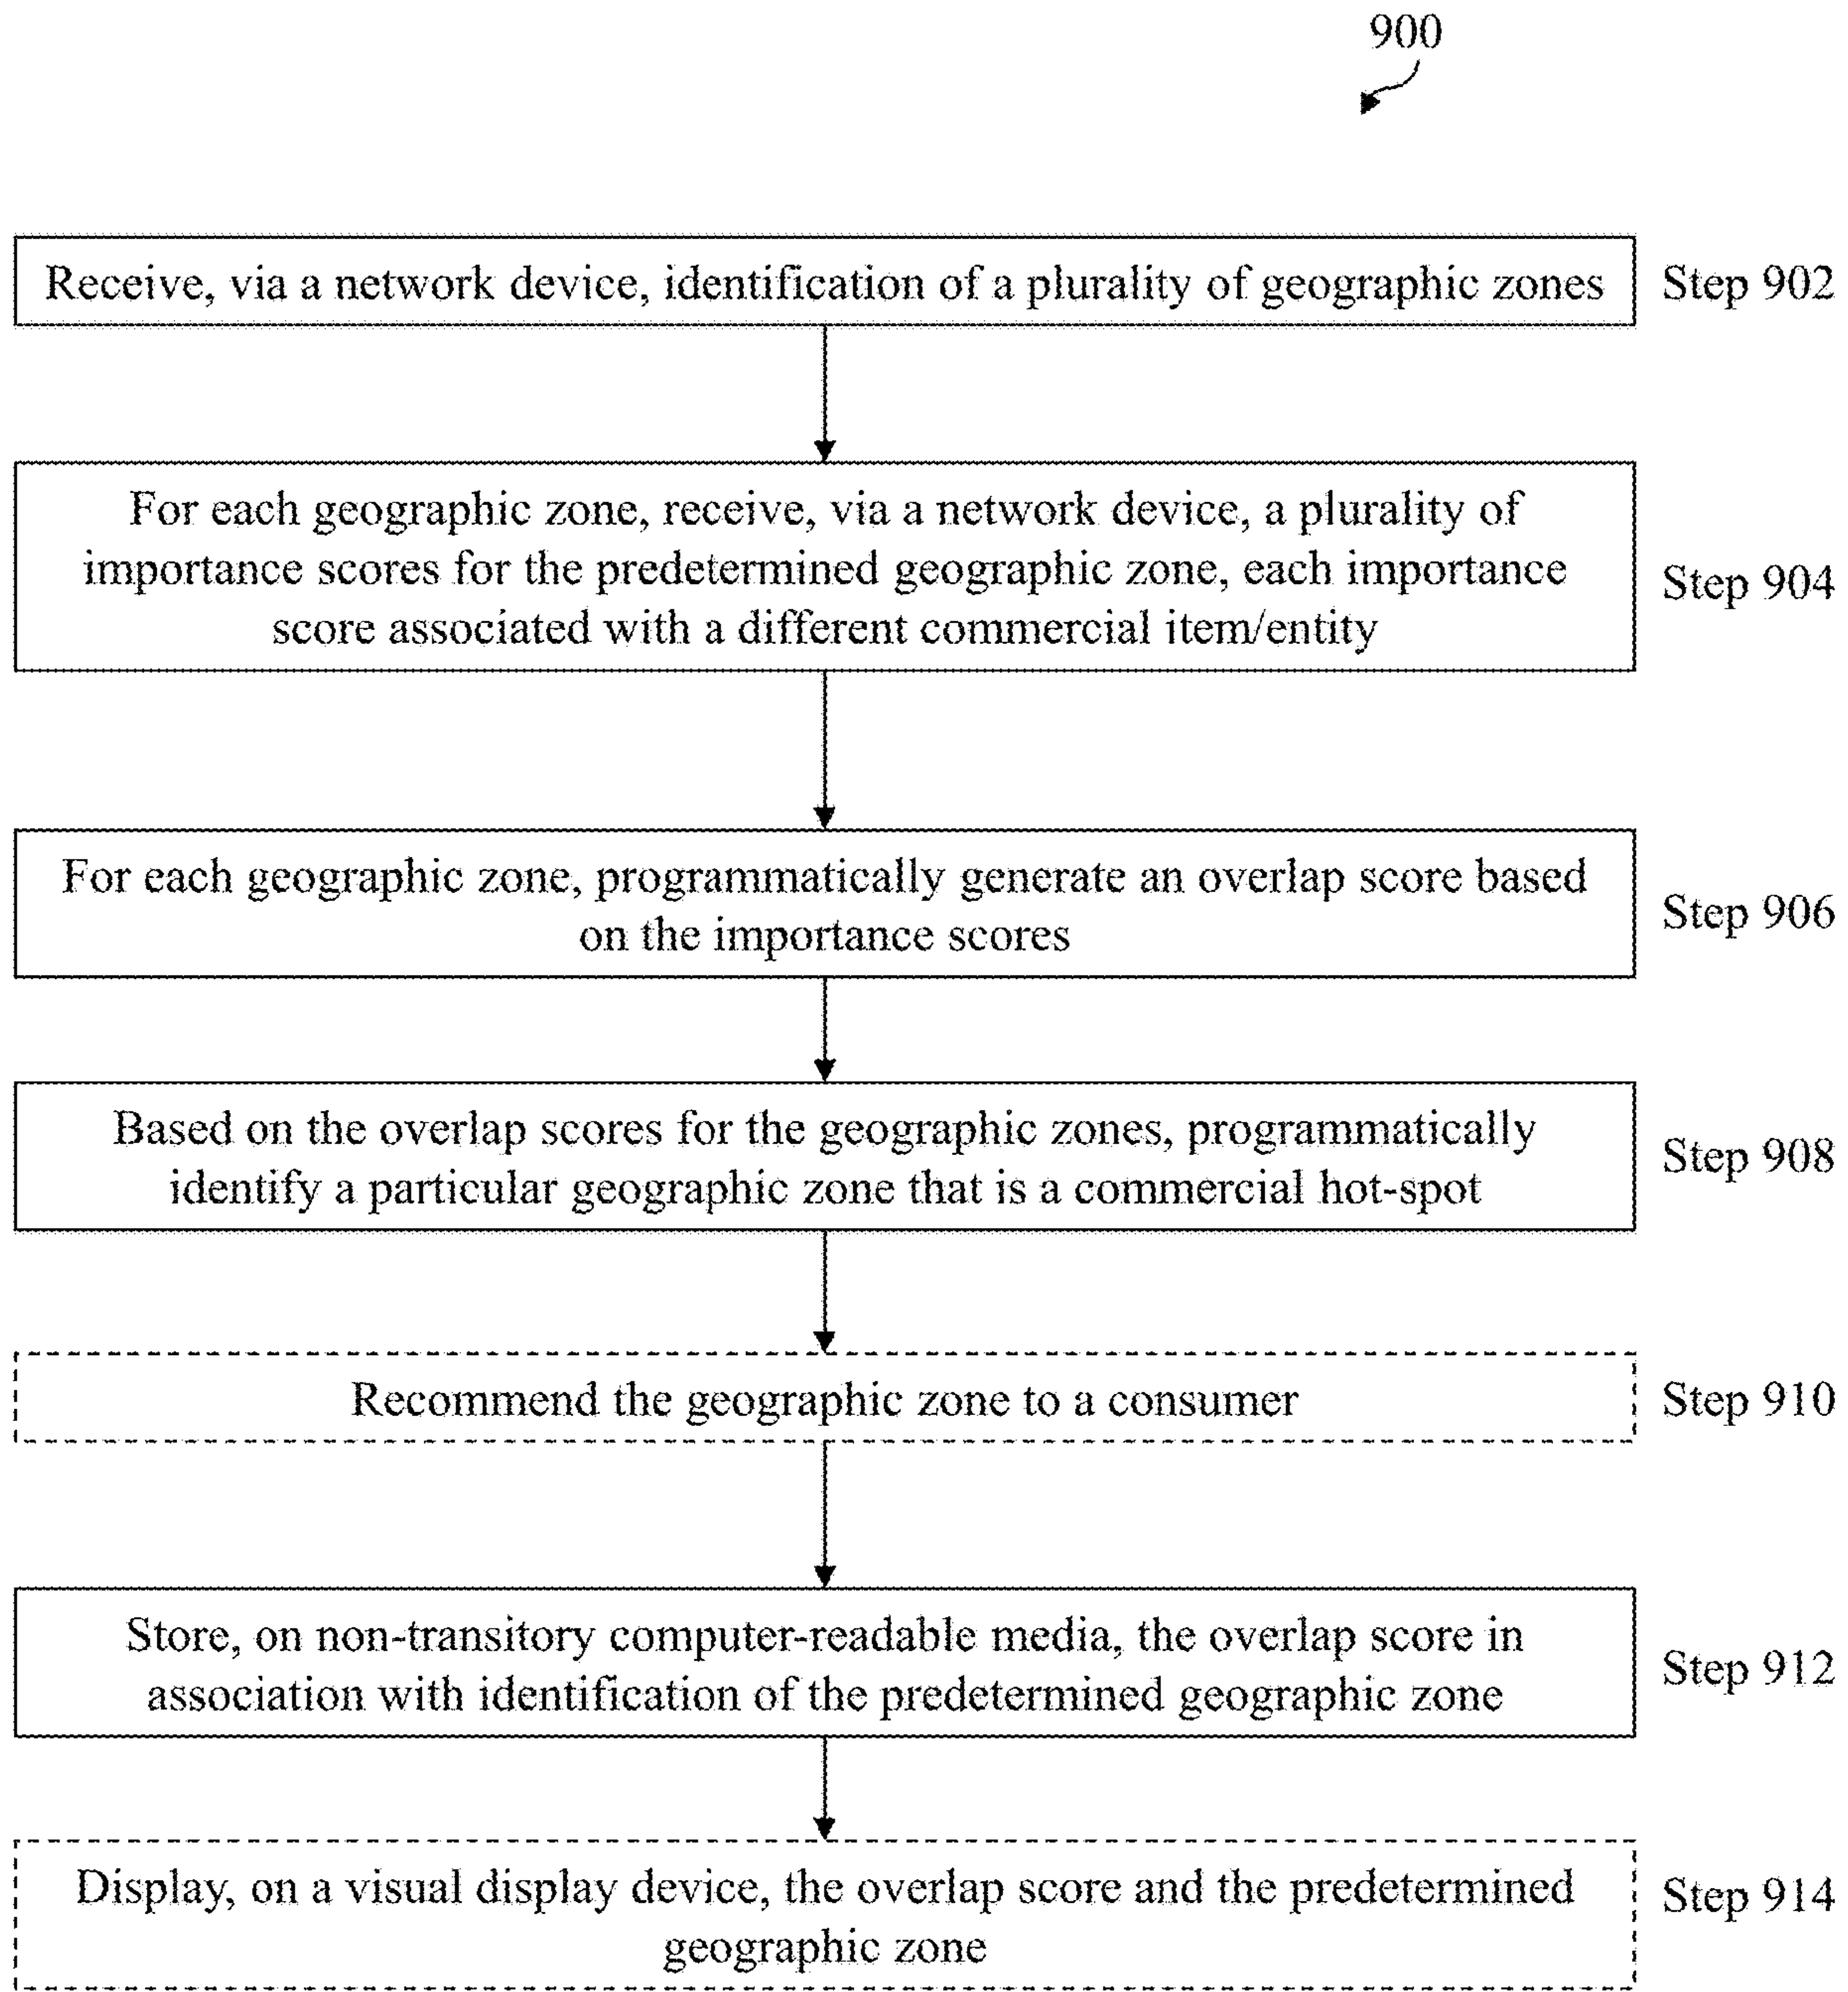 900
Receive, via a network device, identification of a plurality of geographic zones
Step 902
For each geographic zone, receive, via a network device, a plurality of
importance scores for the predetermined geographic zone, each importance
score associated with a different commercial item/entity
Step 904
For each geographic zone, programmatically generate an overlap score based
on the importance scores
Step 906
Based on the overlap scores for the geographic zones, programmatically
identify a particular geographic zone that is a commercial hot-spot
Step 908
Recommend the geographic zone to a consumer
Step 910
Store, on non-transitory computer-readable media, the overlap score in
association with identification of the predetermined geographic zone
Step 912
Display, on a visual display device, the overlap score and the predetermined
geographic zone
Step 914